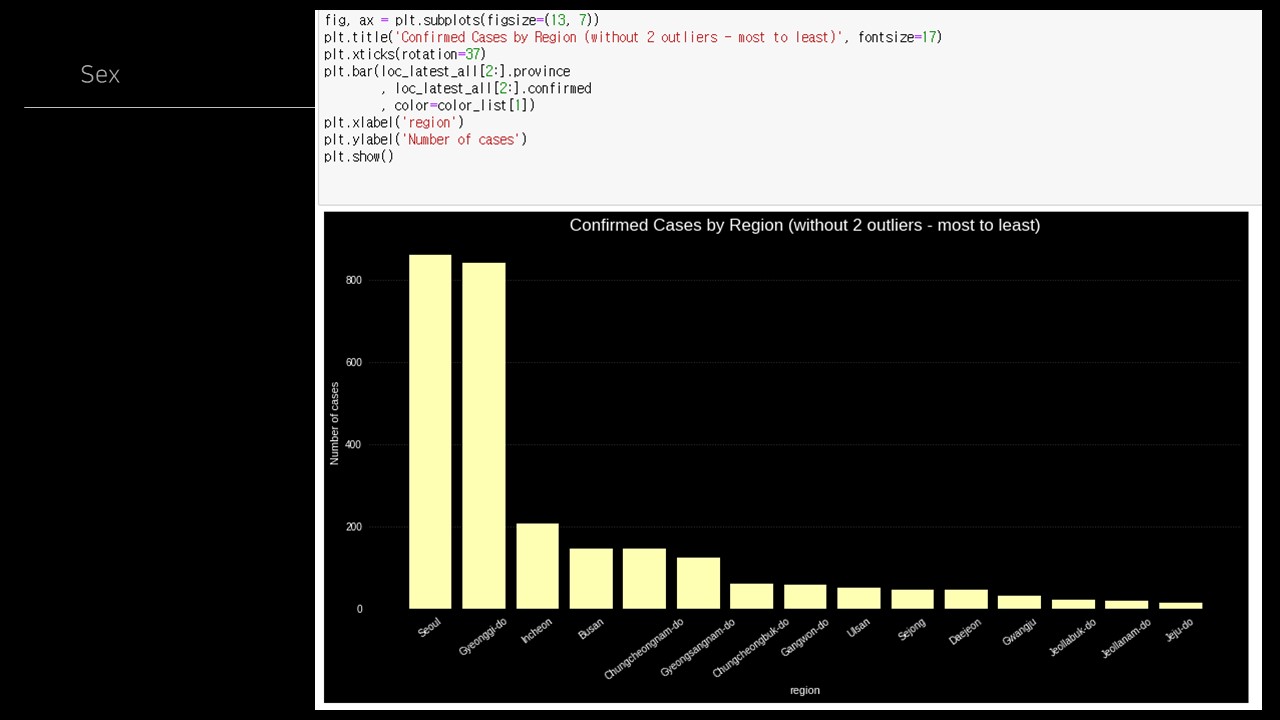 Sex
fig, ax = plt.subplots(figsize=(13, 7))
plt.title('Confirmed Cases by Region (without 2 outliers - most to least)', fontsize=17)
plt.xticks(rotation=37)
plt.bar(loc_latest_all[2:].province
, loc_latest_all[2:].confirmed
, color=color_list[1])
plt.xlabel('region')
plt.ylabel('Number of cases')
plt.show()
Confirmed Cases by Region (without 2 outliers - most to least)
Number of cases
800
600
400
200
0
Seoul
Gyeonggi-do
Incheon
Busan
Chungcheongnam-do
Gyeongsangnam-do
Chungcheongbuk-do
Gangwon-do
Ulsan
Sejong
Daejeon
Gwangju
Jeollabuk-do
Jeollanam-do
Jeju-do
region